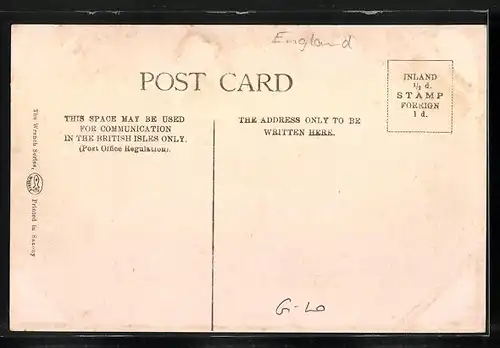 England
POST CARD
INLAND
½ d.
STAMP
FOREIGN
1 d.
THIS SPACE MAY BE USED
FOR COMMUNICATION
IN THE BRITISH ISLES ONLY.
(Post Office Regulation).
THE ADDRESS ONLY TO BE
WRITTEN HERE.
The Wrench Series, Printed in Saxony
G-LO